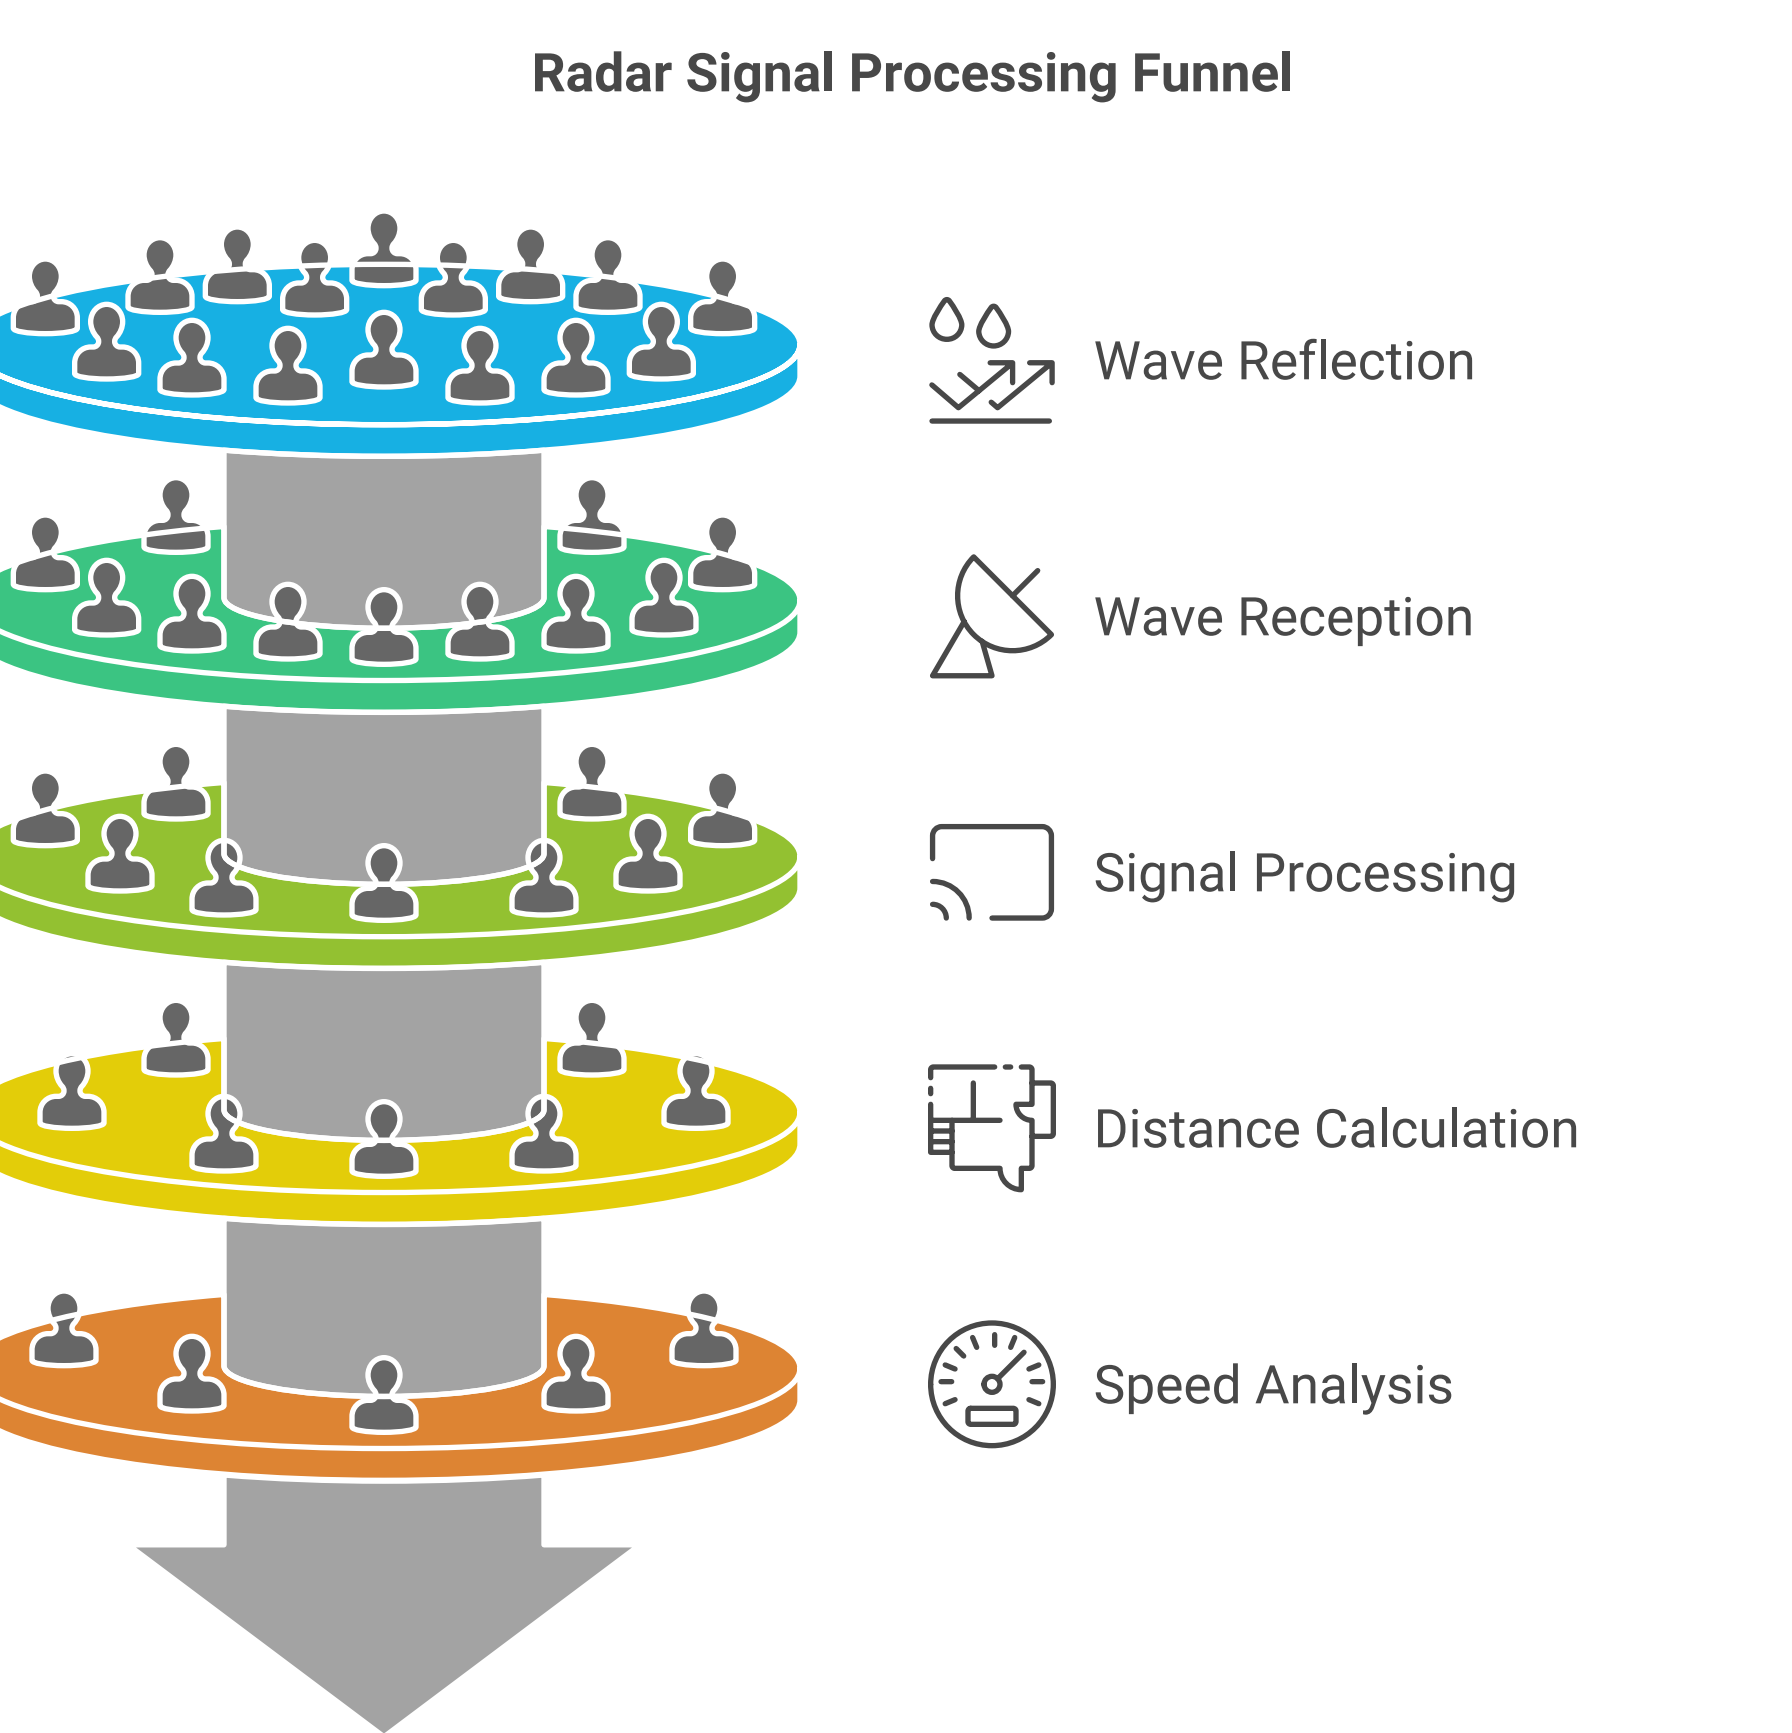 Radar Signal Processing Funnel
Wave Reflection
Wave Reception
Signal Processing
Distance Calculation
Speed Analysis